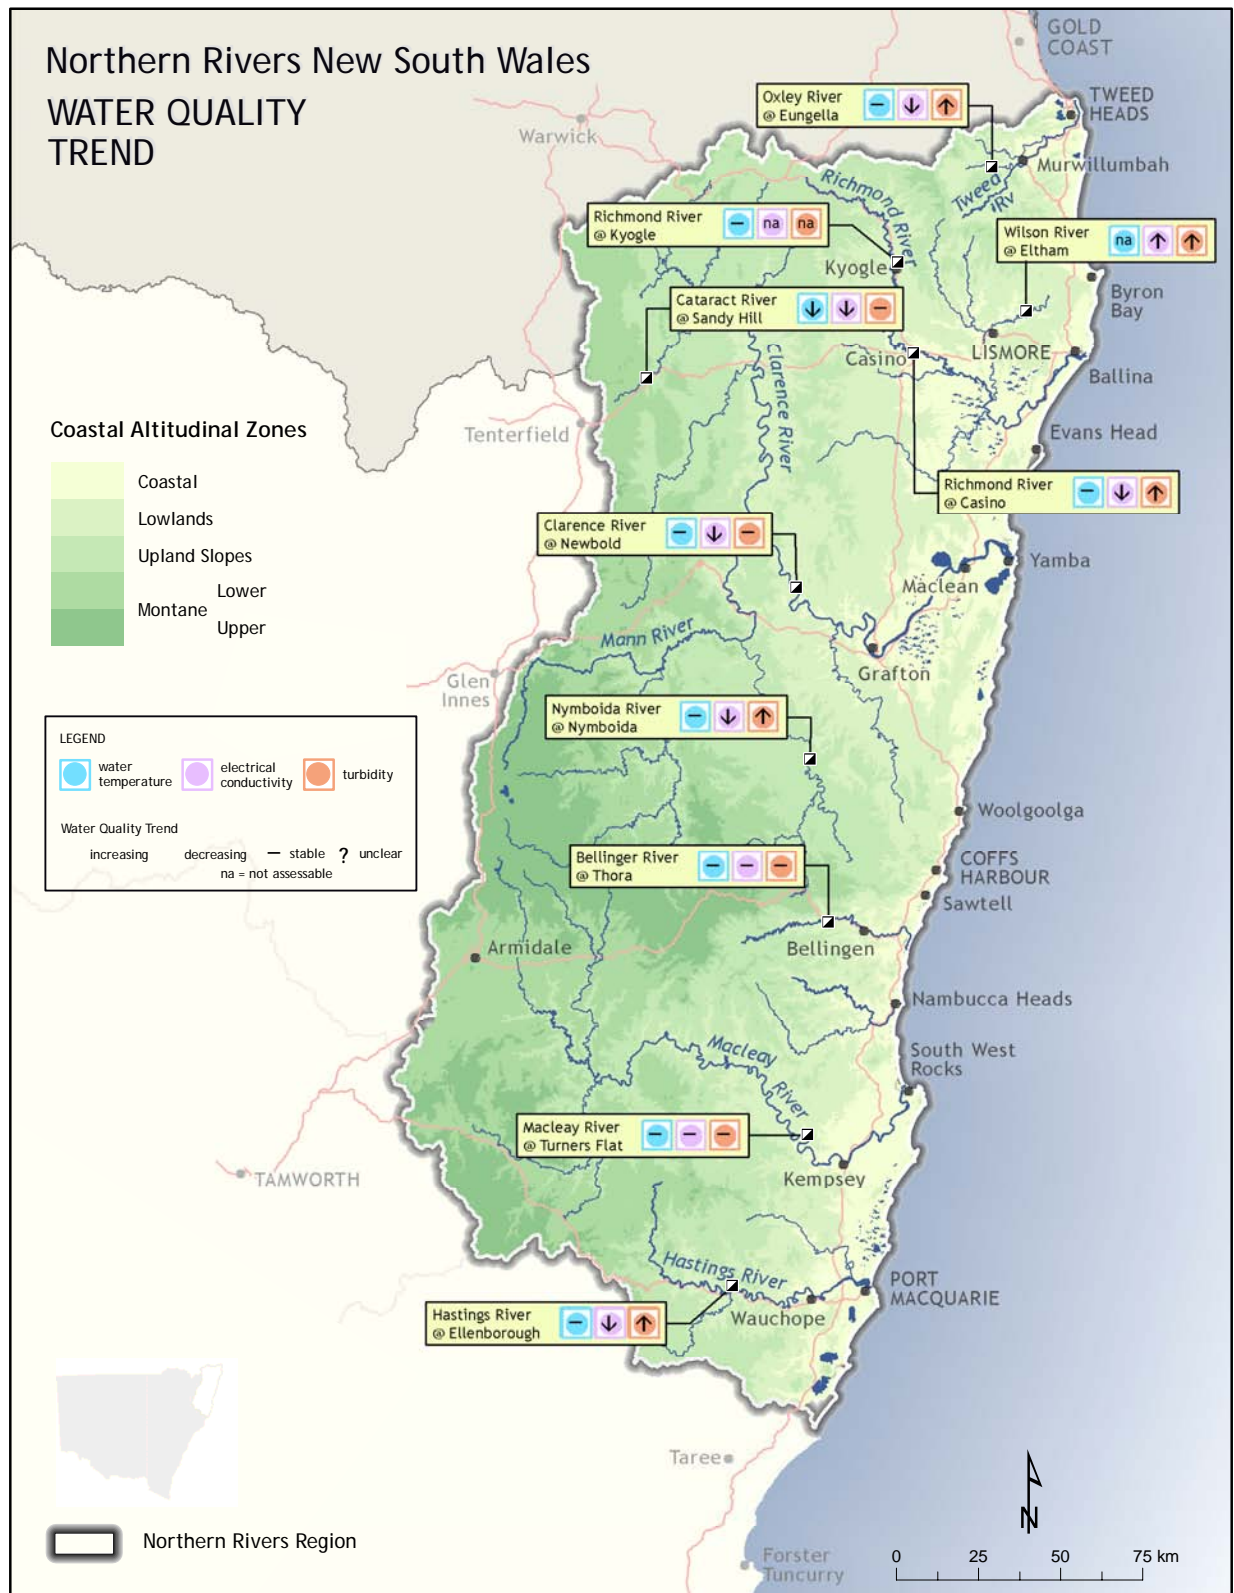 Northern Rivers New South Wales
WATER QUALITY
TREND
GOLD
COAST
TWEED
HEADS
Oxley River
@ Eungella
Warwick
Murwillumbah
Tweed
Rv
Richmond River
Richmond River
@ Kyogle
na
na
Wilson River
@ Eltham
na
Kyogle
Byron
Bay
Cataract River
@ Sandy Hill
Clarence River
Casino
LISMORE
Ballina
Coastal Altitudinal Zones
Tenterfield
Evans Head
Coastal
Lowlands
Upland Slopes
Montane
Lower
Upper
Richmond River
@ Casino
Clarence River
@ Newbold
Yamba
Maclean
Mann River
Grafton
Glen
Innes
Nymboida River
@ Nymboida
LEGEND
water
temperature
electrical
conductivity
turbidity
Water Quality Trend
increasing
decreasing
– stable
? unclear
na = not assessable
Woolgoolga
Bellinger River
@ Thora
COFFS
HARBOUR
Sawtell
Armidale
Bellingen
Nambucca Heads
Macleay
River
South West
Rocks
Macleay River
@ Turners Flat
Kempsey
TAMWORTH
Hastings River
PORT
MACQUARIE
Hastings River
@ Ellenborough
Wauchope
Taree
N
Northern Rivers Region
Forster
Tuncurry
0 25 50 75 km